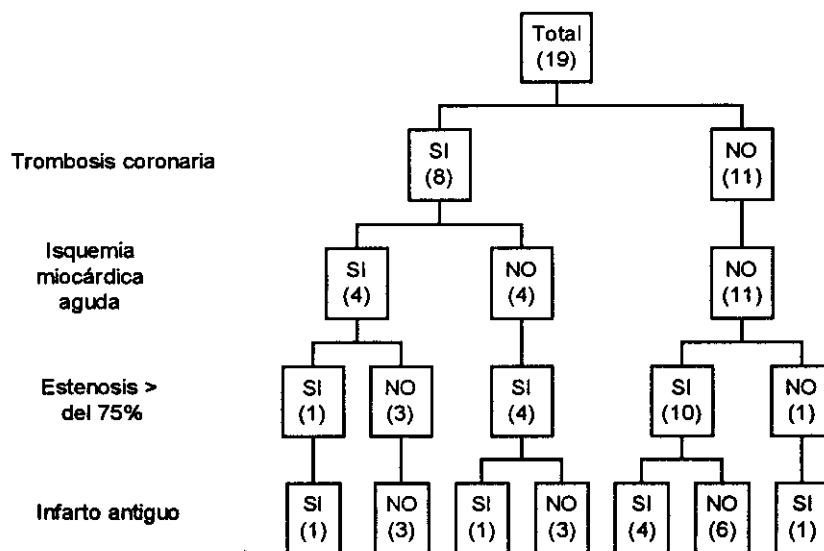 Total
(19)
Trombosis coronaria
SI
(8)
NO
(11)
Isquemia
miocárdica
aguda
SI
(4)
NO
(4)
NO
(11)
Estenosis >
del 75%
SI
(1)
NO
(3)
SI
(4)
SI
(10)
NO
(1)
Infarto antiguo
SI
(1)
NO
(3)
SI
(1)
NO
(3)
SI
(4)
NO
(6)
SI
(1)